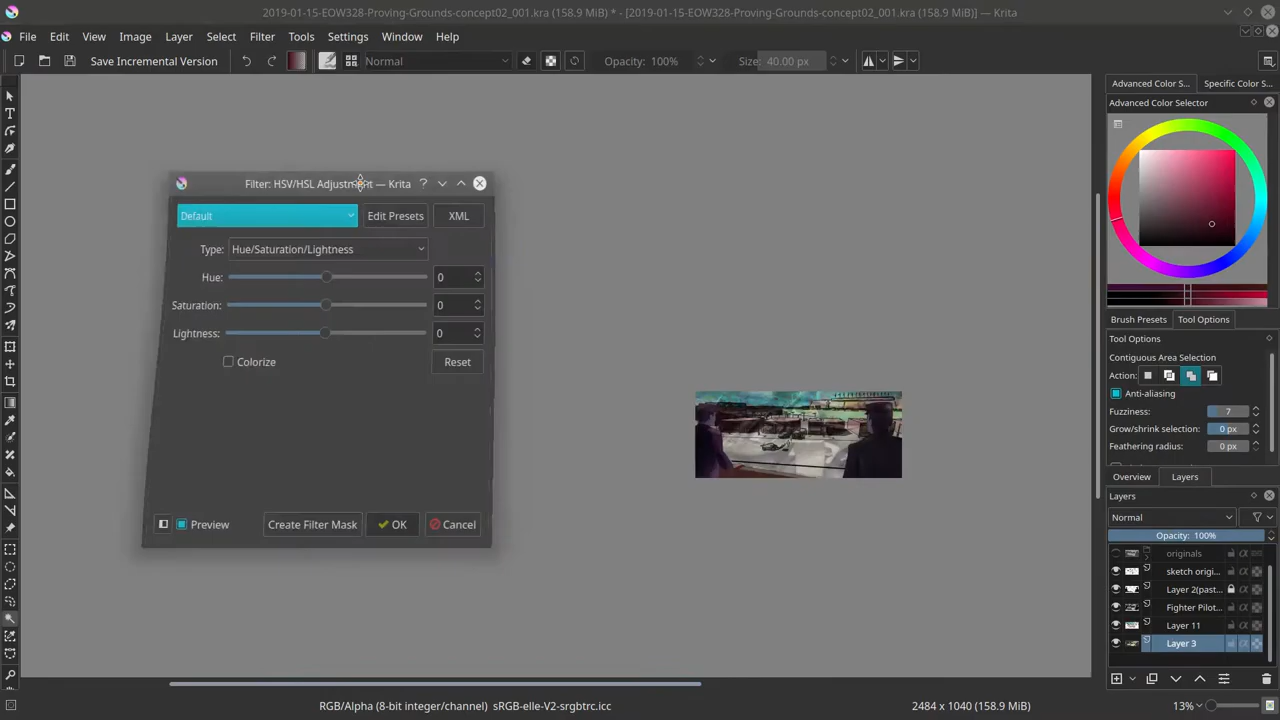 2019-01-15-EOW328-Proving-Grounds-concept02_001.kra (158.9 MiB) * - [2019-01-15-EOW328-Proving-Grounds-concept02_001.kra (158.9 MiB)] — Krita
File Edit View Image Layer Select Filter Tools Settings Window Help
Save Incremental Version Normal Opacity: 100% Size: 40.00 px
Advanced Color S... Specific Color S...
Advanced Color Selector
Filter: HSV/HSL Adjustment — Krita
Default Edit Presets XML
Type: Hue/Saturation/Lightness
Hue: 0
Saturation: 0
Lightness: 0
Colorize Reset
Preview Create Filter Mask OK Cancel
Brush Presets Tool Options
Tool Options
Contiguous Area Selection
Action:
Anti-aliasing
Fuzziness: 7
Grow/shrink selection: 0 px
Feathering radius: 0 px
Overview Layers
Layers
Normal
Opacity: 100%
originals
sketch origi...
Layer 2(past...
Fighter Pilot...
Layer 11
Layer 3
RGB/Alpha (8-bit integer/channel) sRGB-elle-V2-srgbtrc.icc 2484 x 1040 (158.9 MiB) 13%